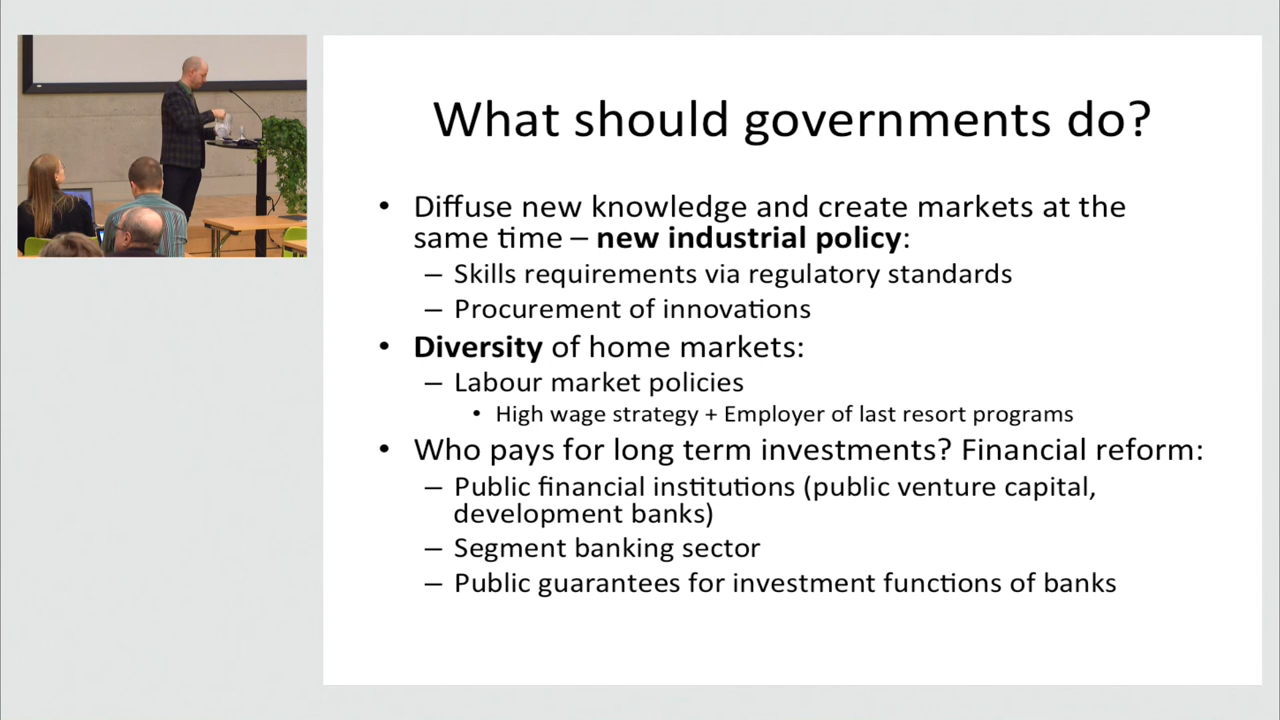 What should governments do?
• Diffuse new knowledge and create markets at the
same time – new industrial policy:
– Skills requirements via regulatory standards
– Procurement of innovations
• Diversity of home markets:
– Labour market policies
• High wage strategy + Employer of last resort programs
• Who pays for long term investments? Financial reform:
– Public financial institutions (public venture capital,
development banks)
– Segment banking sector
– Public guarantees for investment functions of banks